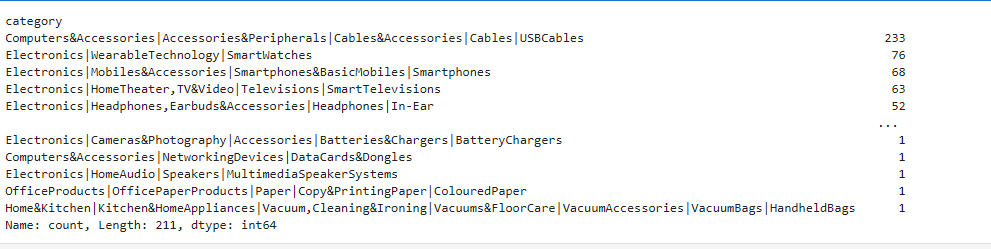 category
Computers&Accessories|Accessories&Peripherals|Cables&Accessories|Cables|USBCables 233
Electronics|WearableTechnology|SmartWatches 76
Electronics|Mobiles&Accessories|Smartphones&BasicMobiles|Smartphones 68
Electronics|HomeTheater,TV&Video|Televisions|SmartTelevisions 63
Electronics|Headphones,Earbuds&Accessories|Headphones|In-Ear 52
...
Electronics|Cameras&Photography|Accessories|Batteries&Chargers|BatteryChargers 1
Computers&Accessories|NetworkingDevices|DataCards&Dongles 1
Electronics|HomeAudio|Speakers|MultimediaSpeakerSystems 1
OfficeProducts|OfficePaperProducts|Paper|Copy&PrintingPaper|ColouredPaper 1
Home&Kitchen|Kitchen&HomeAppliances|Vacuum,Cleaning&Ironing|Vacuums&FloorCare|VacuumAccessories|VacuumBags|HandheldBags 1
Name: count, Length: 211, dtype: int64